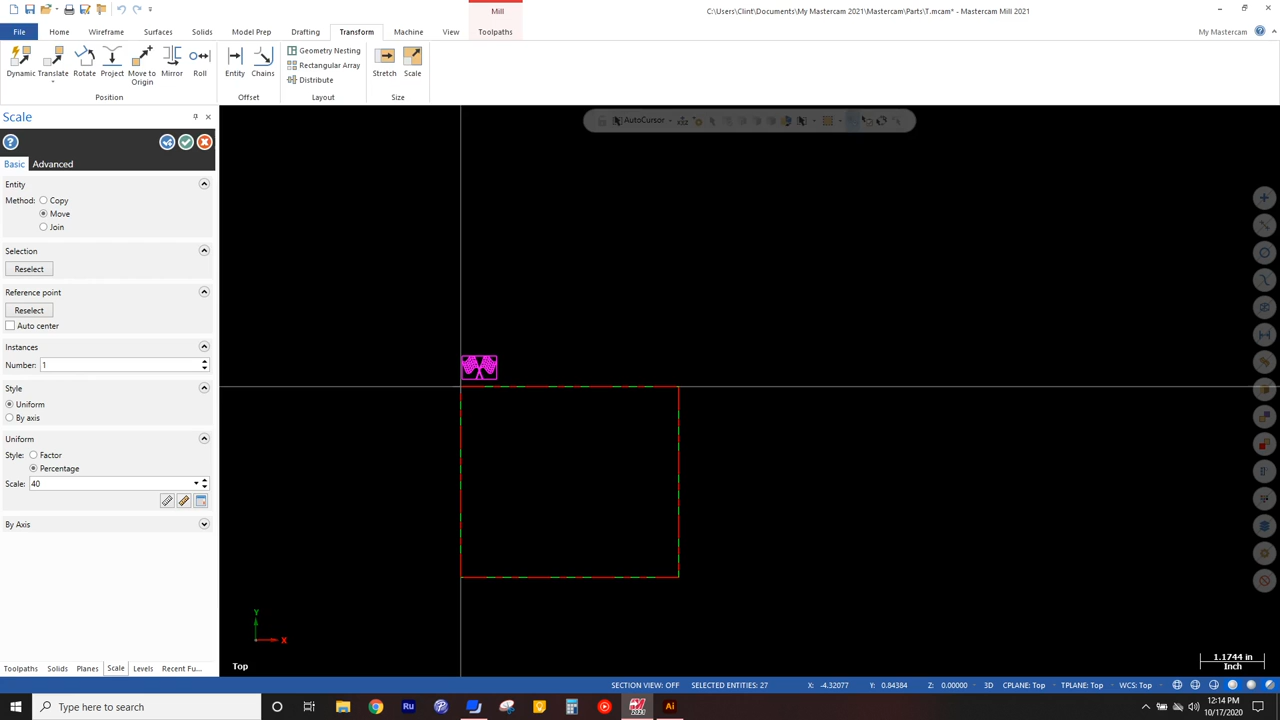 Mill
C:\Users\Clint\Documents\My Mastercam 2021\Mastercam\Parts\T.mcam* - Mastercam Mill 2021
File Home Wireframe Surfaces Solids Model Prep Drafting Transform Machine View Toolpaths My Mastercam
Dynamic Translate Rotate Project Move to Origin Mirror Roll
Position
Entity Chains
Offset
Geometry Nesting
Rectangular Array
Distribute
Layout
Stretch Scale
Size
Scale
Basic Advanced
Entity
Method: Copy
Move
Join
Selection
Reselect
Reference point
Reselect
Auto center
Instances
Number: 1
Style
Uniform
By axis
Uniform
Style: Factor
Percentage
Scale: 40
By Axis
AutoCursor
XYZ
Y
X
Top
1.1744 in
Inch
Toolpaths Solids Planes Scale Levels Recent Fu...
SECTION VIEW: OFF SELECTED ENTITIES: 27 X: -4.32077 Y: 0.84384 Z: 0.00000 3D CPLANE: Top TPLANE: Top WCS: Top
Type here to search
Ru
Ai
12:14 PM
10/17/2020